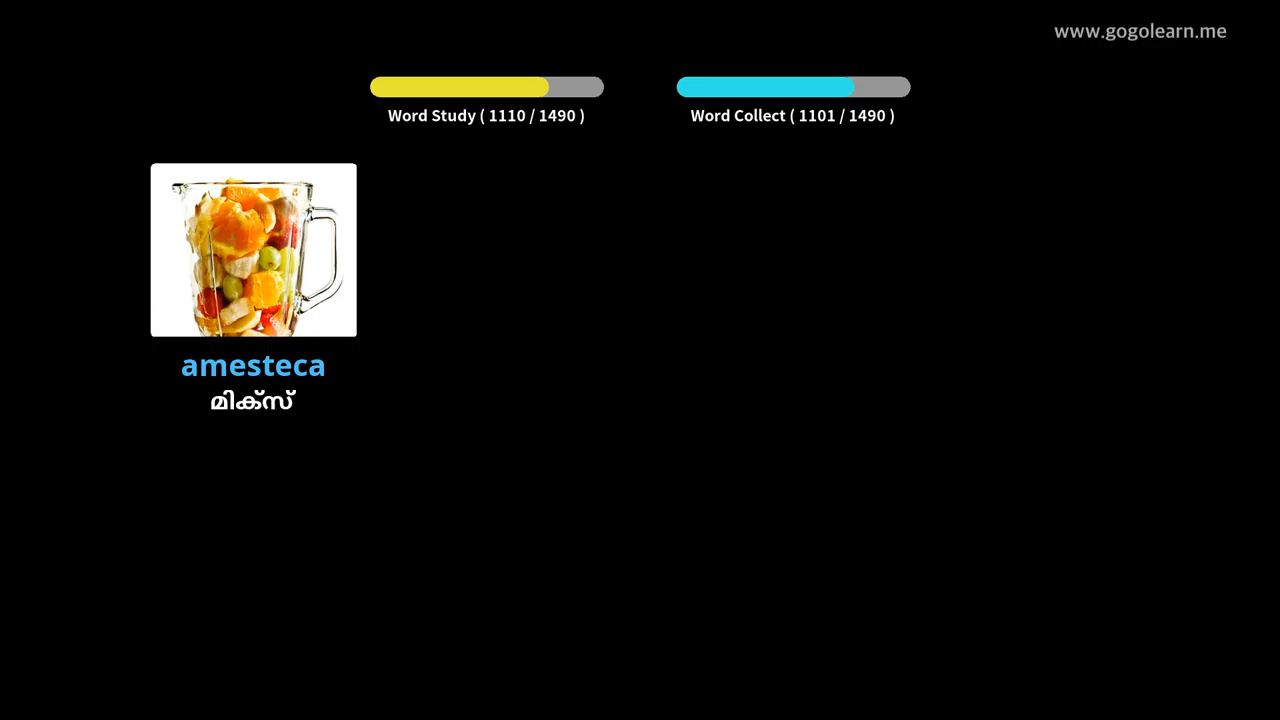 www.gogolearn.me
Word Study ( 1110 / 1490 )
Word Collect ( 1101 / 1490 )
amesteca
മിക്സ്